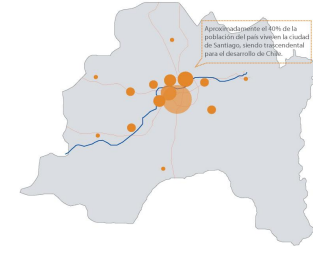 Aproximadamente el 40% de la
población del país vive en la ciudad
de Santiago, siendo trascendental
para el desarrollo de Chile.